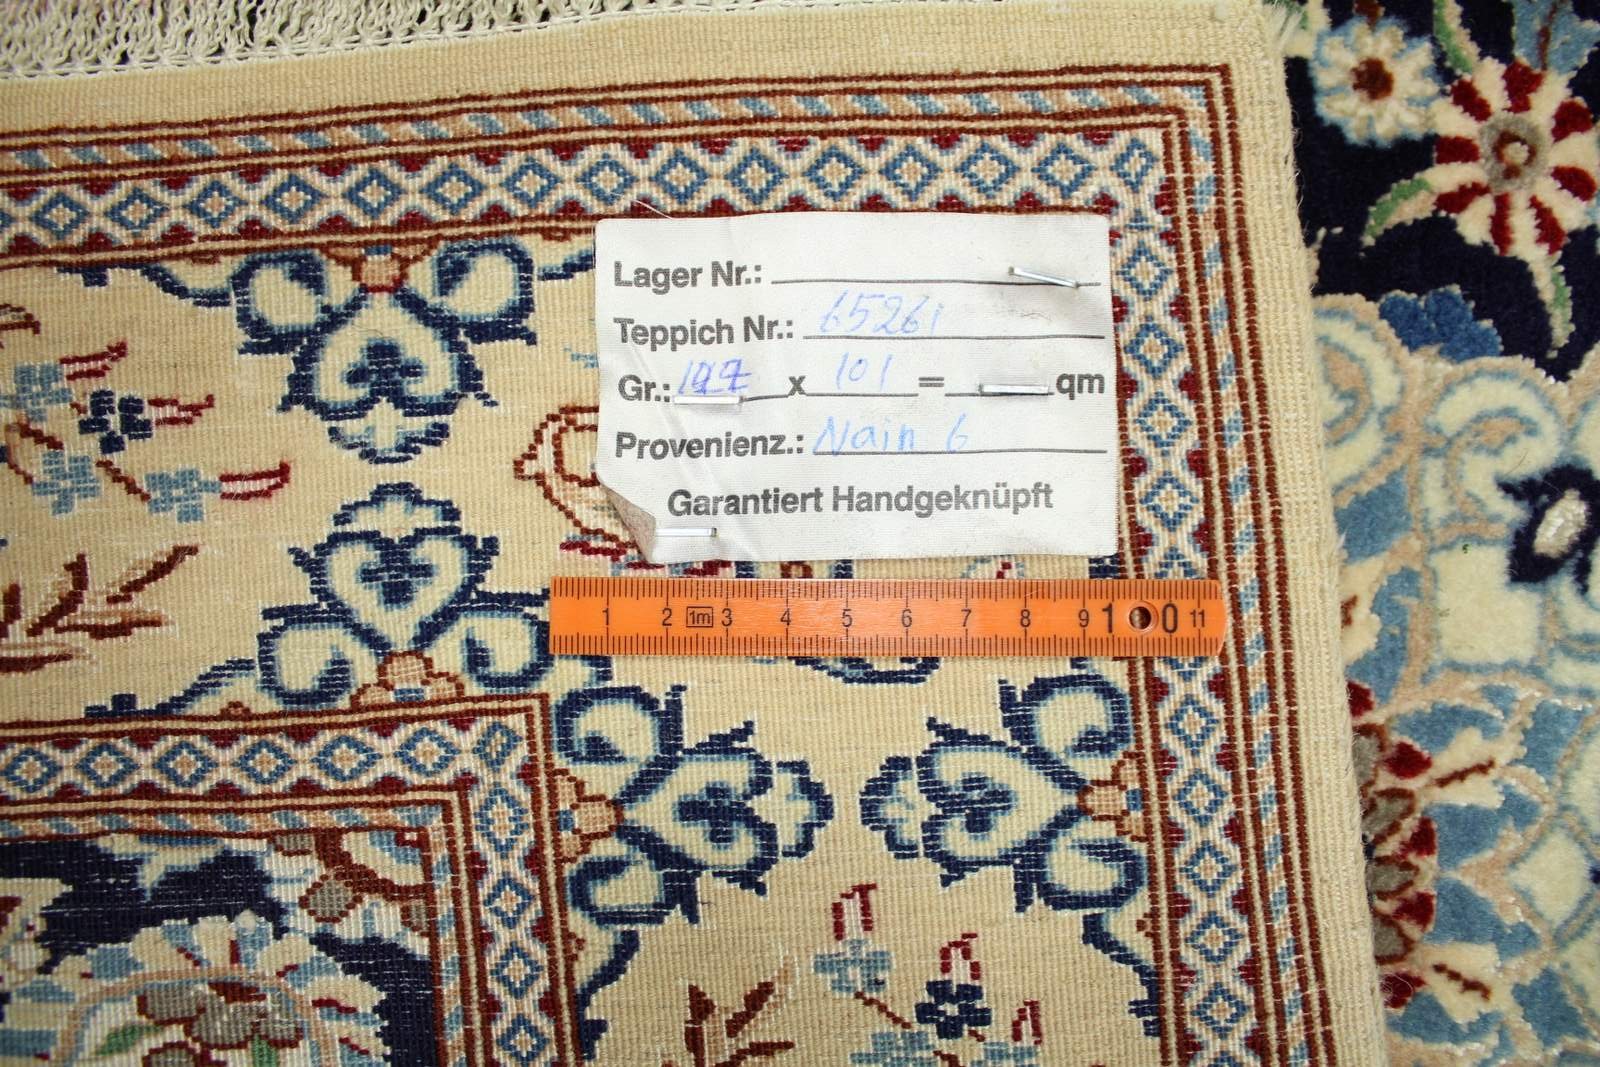 Lager Nr.:
Teppich Nr.: 65261
Gr.: x 101 = qm
Provenienz.: Nain 6
Garantiert Handgeknüpft
1 2 1m 3 4 5 6 7 8 9 10 11